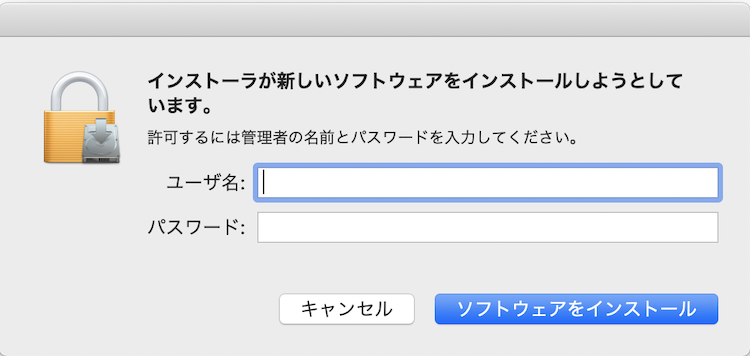 インストーラが新しいソフトウェアをインストールしようとして
います。
許可するには管理者の名前とパスワードを入力してください。
ユーザ名:
パスワード:
キャンセル
ソフトウェアをインストール